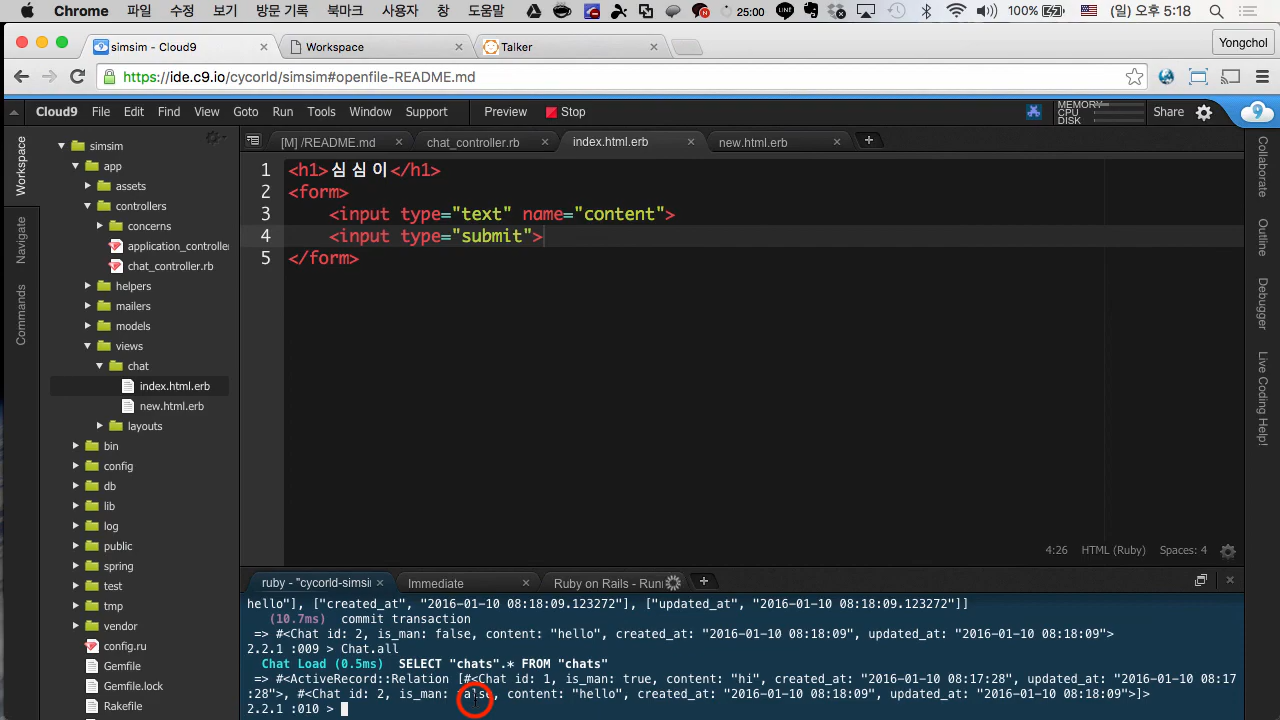 Chrome 파일 수정 보기 방문 기록 북마크 사용자 창 도움말 25:00 LINE 100% (일) 오후 5:18
simsim - Cloud9 × Workspace × Talker × Yongchol
https://ide.c9.io/cycorld/simsim#openfile-README.md
Cloud9 File Edit Find View Goto Run Tools Window Support Preview Stop MEMORY CPU DISK Share
Workspace
Navigate
Commands
simsim
app
assets
controllers
concerns
application_controlle
chat_controller.rb
helpers
mailers
models
views
chat
index.html.erb
new.html.erb
layouts
bin
config
db
lib
log
public
spring
test
tmp
vendor
config.ru
Gemfile
Gemfile.lock
Rakefile
[M] /README.md × chat_controller.rb × index.html.erb × new.html.erb ×
1 <h1>심심이</h1>
2 <form>
3 <input type="text" name="content">
4 <input type="submit">
5 </form>
4:26 HTML (Ruby) Spaces: 4
Collaborate
Outline
Debugger
Live Coding Help!
ruby - "cycorld-simsim × Immediate × Ruby on Rails - Run
hello"], ["created_at", "2016-01-10 08:18:09.123272"], ["updated_at", "2016-01-10 08:18:09.123272"]]
(10.7ms) commit transaction
=> #<Chat id: 2, is_man: false, content: "hello", created_at: "2016-01-10 08:18:09", updated_at: "2016-01-10 08:18:09">
2.2.1 :009 > Chat.all
Chat Load (0.5ms) SELECT "chats".* FROM "chats"
=> #<ActiveRecord::Relation [#<Chat id: 1, is_man: true, content: "hi", created_at: "2016-01-10 08:17:28", updated_at: "2016-01-10 08:17
:28">, #<Chat id: 2, is_man: false, content: "hello", created_at: "2016-01-10 08:18:09", updated_at: "2016-01-10 08:18:09">]>
2.2.1 :010 >